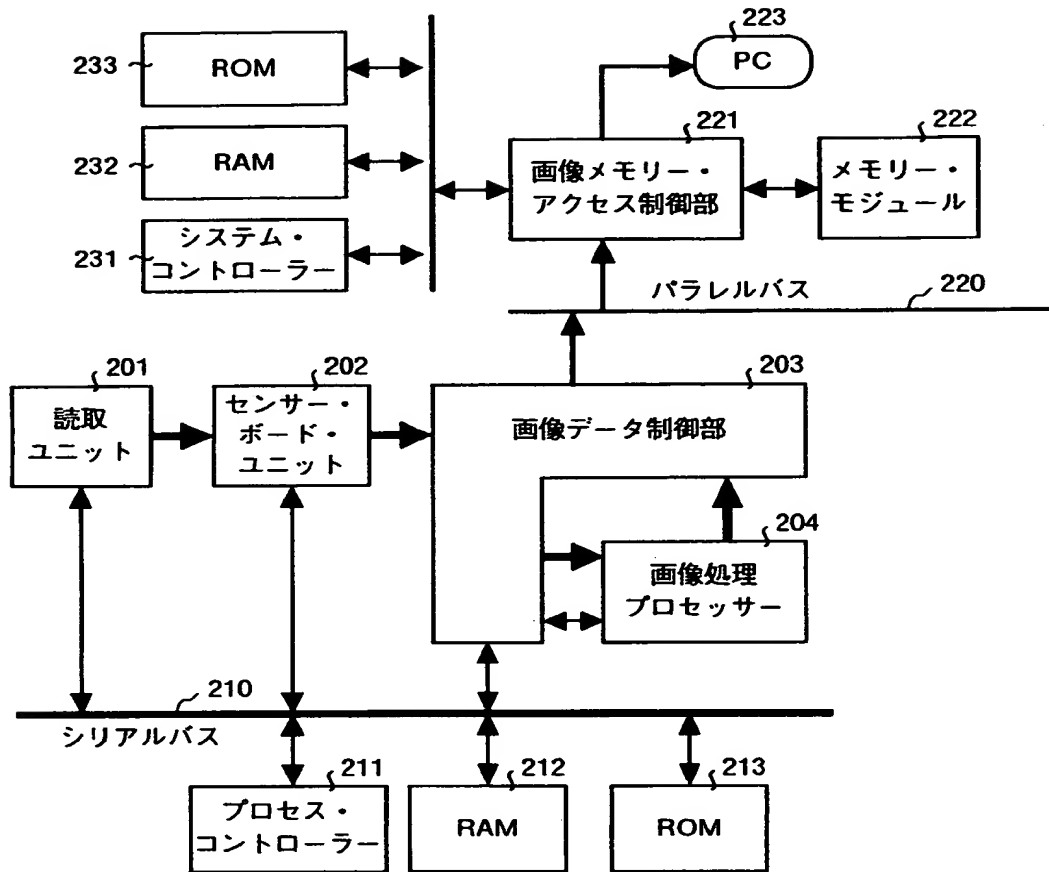 223
PC
233
ROM
221
222
画像メモリー・
アクセス制御部
メモリー・
モジュール
232
RAM
231
システム・
コントローラー
パラレルバス
220
201
読取
ユニット
202
センサー・
ボード・
ユニット
203
画像データ制御部
204
画像処理
プロセッサー
210
シリアルバス
211
プロセス・
コントローラー
212
RAM
213
ROM